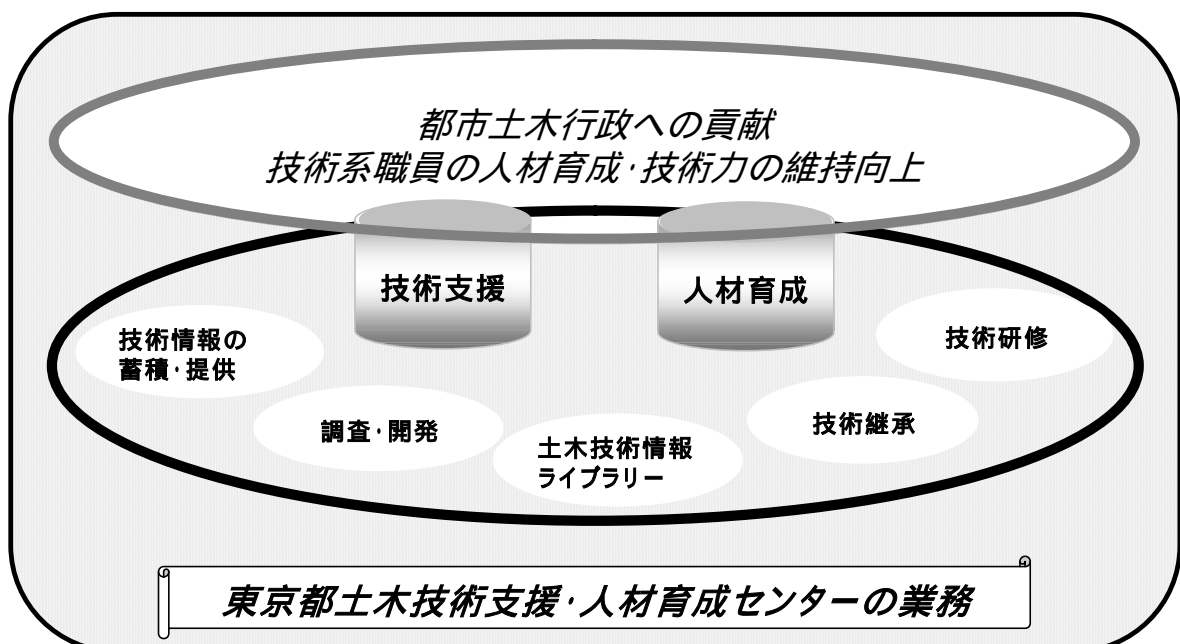 都市土木行政への貢献
技術系職員の人材育成・技術力の維持向上
技術支援
人材育成
技術情報の
蓄積・提供
調査・開発
土木技術情報
ライブラリー
技術継承
技術研修
東京都土木技術支援・人材育成センターの業務